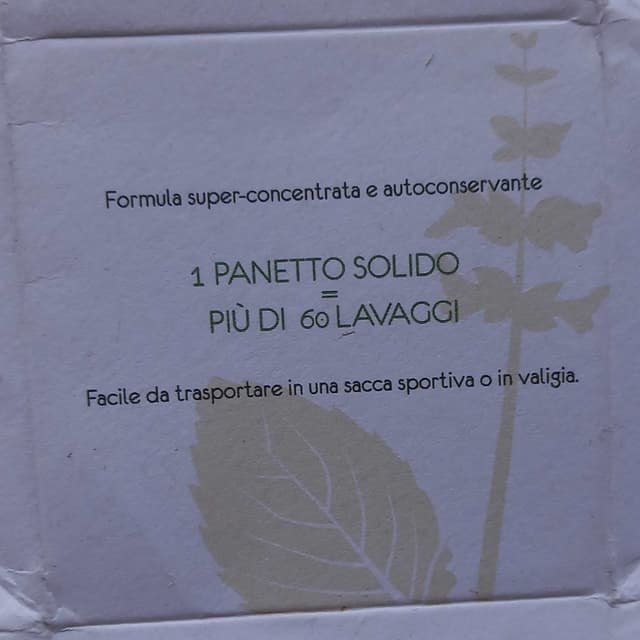 Formula super-concentrata e autoconservante
1 PANETTO SOLIDO
=
PIÙ DI 60 LAVAGGI
Facile da trasportare in una sacca sportiva o in valigia.